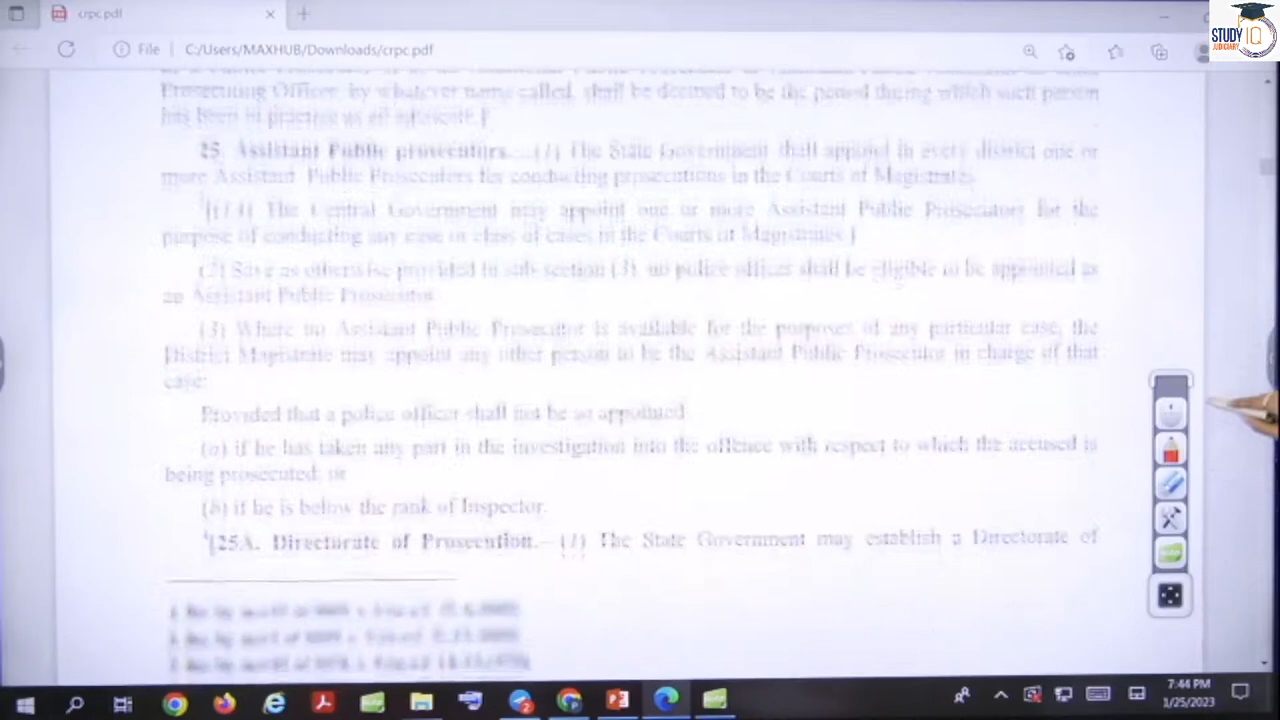 crpc.pdf
STUDY IQ
JUDICIARY
File C:/Users/MAXHUB/Downloads/crpc.pdf
Prosecuting Officer, by whatever name called, shall be deemed to be the period during which such person
has been in practice as an advocate.]
25. Assistant Public prosecutors.—(1) The State Government shall appoint in every district one or
more Assistant Public Prosecutors for conducting prosecutions in the Courts of Magistrates.
[(1A) The Central Government may appoint one or more Assistant Public Prosecutors for the
purpose of conducting any case or class of cases in the Courts of Magistrates.]
(2) Save as otherwise provided in sub-section (3), no police officer shall be eligible to be appointed as
an Assistant Public Prosecutor.
(3) Where no Assistant Public Prosecutor is available for the purposes of any particular case, the
District Magistrate may appoint any other person to be the Assistant Public Prosecutor in charge of that
case:
Provided that a police officer shall not be so appointed
(a) if he has taken any part in the investigation into the offence with respect to which the accused is
being prosecuted; or
(b) if he is below the rank of Inspector.
4[25A. Directorate of Prosecution.—(1) The State Government may establish a Directorate of
7:44 PM
1/25/2023